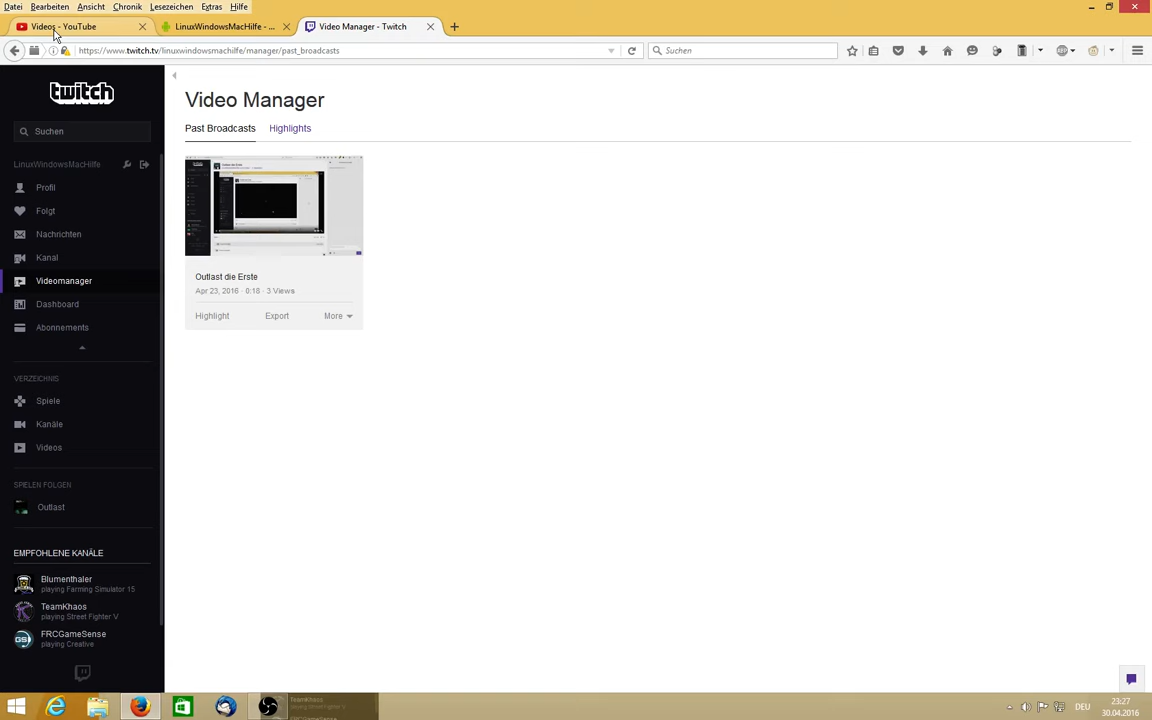 Datei Bearbeiten Ansicht Chronik Lesezeichen Extras Hilfe
Videos - YouTube
LinuxWindowsMacHilfe - ...
Video Manager - Twitch
https://www.twitch.tv/linuxwindowsmachilfe/manager/past_broadcasts
Suchen
twitch
Suchen
LinuxWindowsMacHilfe
Profil
Folgt
Nachrichten
Kanal
Videomanager
Dashboard
Abonnements
VERZEICHNIS
Spiele
Kanäle
Videos
SPIELEN FOLGEN
Outlast
EMPFOHLENE KANÄLE
Blumenthaler
playing Farming Simulator 15
TeamKhaos
playing Street Fighter V
FRCGameSense
playing Creative
Video Manager
Past Broadcasts Highlights
Outlast die Erste
Apr 23, 2016 · 0:18 · 3 Views
Highlight Export More
TeamKhaos
DEU
23:27
30.04.2016